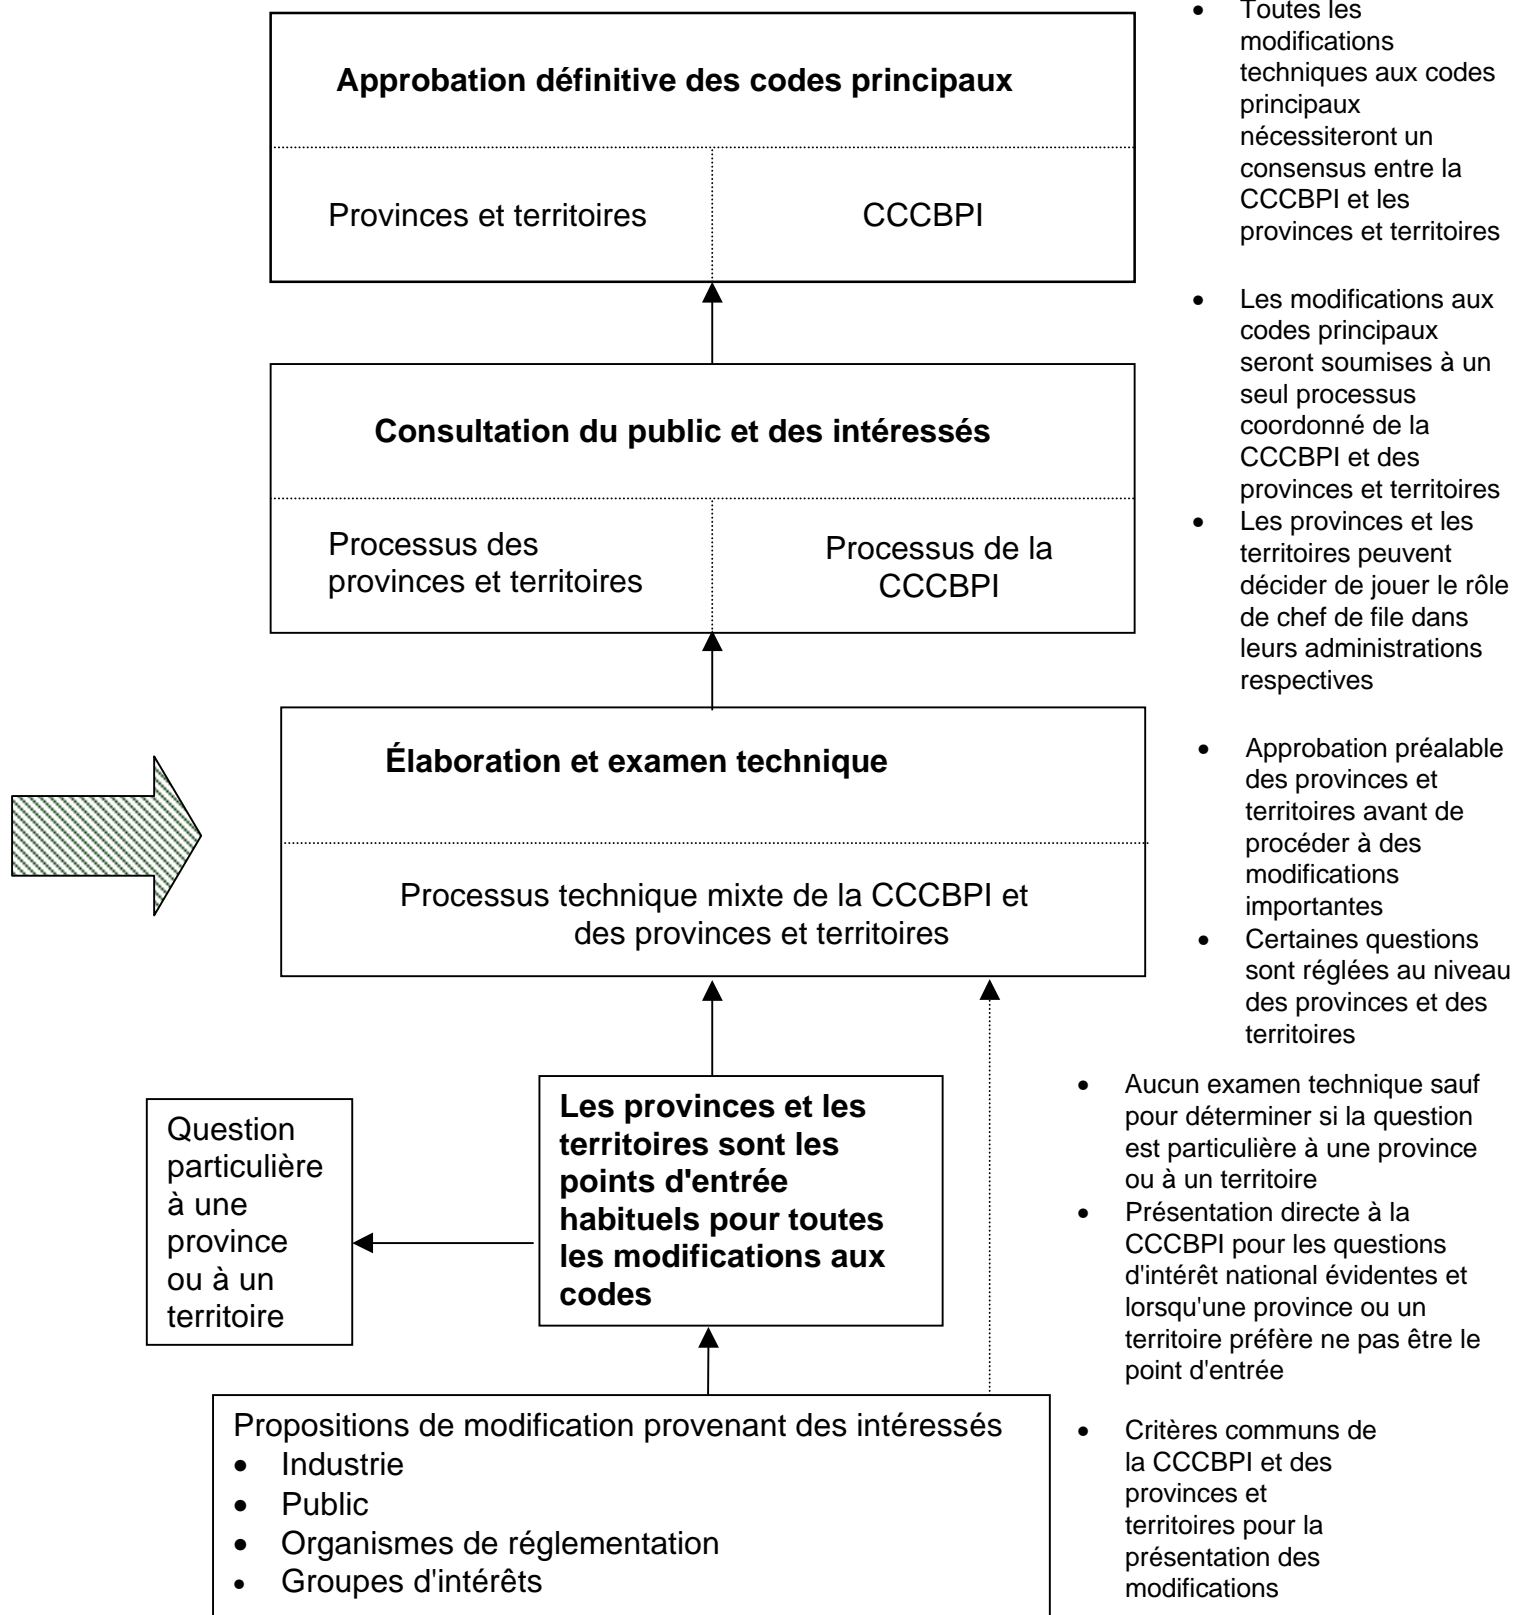 Approbation définitive des codes principaux
Provinces et territoires
CCCBPI
• Toutes les
modifications
techniques aux codes
principaux
nécessiteront un
consensus entre la
CCCBPI et les
provinces et territoires
Consultation du public et des intéressés
Processus des
provinces et territoires
Processus de la
CCCBPI
• Les modifications aux
codes principaux
seront soumises à un
seul processus
coordonné de la
CCCBPI et des
provinces et territoires
• Les provinces et les
territoires peuvent
décider de jouer le rôle
de chef de file dans
leurs administrations
respectives
Élaboration et examen technique
Processus technique mixte de la CCCBPI et
des provinces et territoires
• Approbation préalable
des provinces et
territoires avant de
procéder à des
modifications
importantes
• Certaines questions
sont réglées au niveau
des provinces et des
territoires
Question
particulière
à une
province
ou à un
territoire
Les provinces et les
territoires sont les
points d'entrée
habituels pour toutes
les modifications aux
codes
• Aucun examen technique sauf
pour déterminer si la question
est particulière à une province
ou à un territoire
• Présentation directe à la
CCCBPI pour les questions
d'intérêt national évidentes et
lorsqu'une province ou un
territoire préfère ne pas être le
point d'entrée
Propositions de modification provenant des intéressés
• Industrie
• Public
• Organismes de réglementation
• Groupes d'intérêts
• Critères communs de
la CCCBPI et des
provinces et
territoires pour la
présentation des
modifications